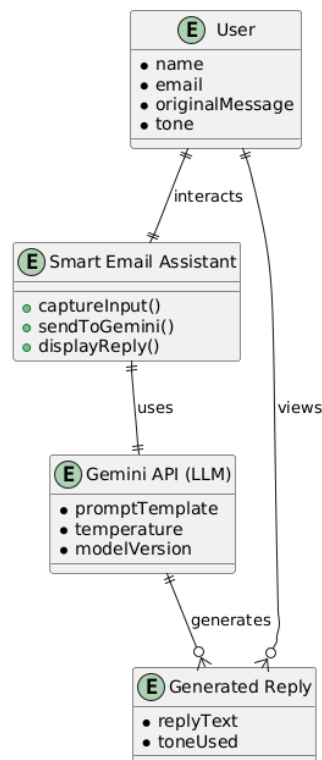 E User
name
email
originalMessage
tone
interacts
E Smart Email Assistant
captureInput()
sendToGemini()
displayReply()
uses
views
E Gemini API (LLM)
promptTemplate
temperature
modelVersion
generates
E Generated Reply
replyText
toneUsed